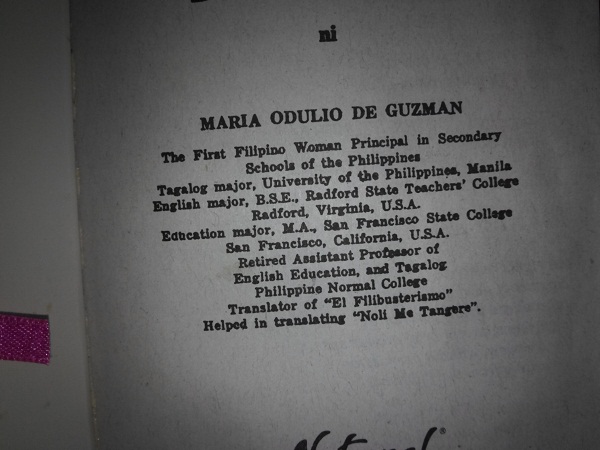 ni
MARIA ODULIO DE GUZMAN
The First Filipino Woman Principal in Secondary
Schools of the Philippines
Tagalog major, University of the Philippines, Manila
English major, B.S.E., Radford State Teachers' College
Radford, Virginia, U.S.A.
Education major, M.A., San Francisco State College
San Francisco, California, U.S.A.
Retired Assistant Professor of
English Education, and Tagalog
Philippine Normal College
Translator of "El Filibusterismo"
Helped in translating "Noli Me Tangere".